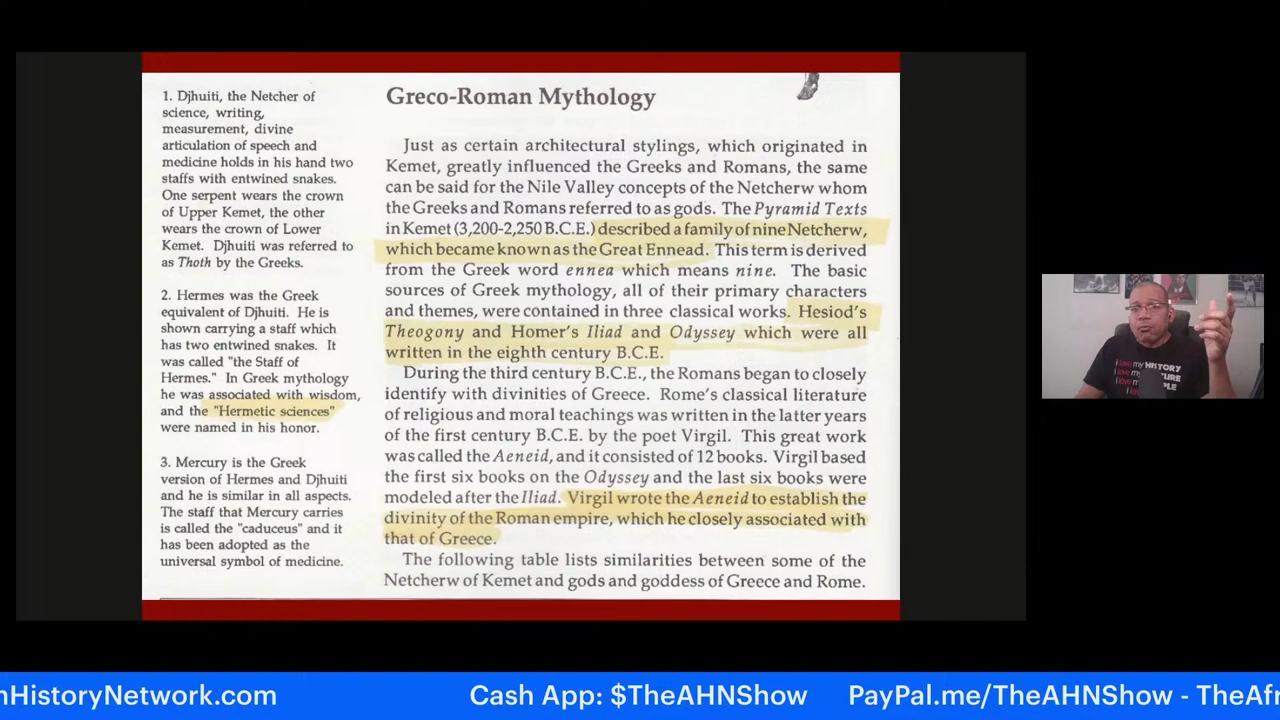 1. Djhuiti, the Netcher of
science, writing,
measurement, divine
articulation of speech and
medicine holds in his hand two
staffs with entwined snakes.
One serpent wears the crown
of Upper Kemet, the other
wears the crown of Lower
Kemet. Djhuiti was referred to
as Thoth by the Greeks.
2. Hermes was the Greek
equivalent of Djhuiti. He is
shown carrying a staff which
has two entwined snakes. It
was called "the Staff of
Hermes." In Greek mythology
he was associated with wisdom,
and the "Hermetic sciences"
were named in his honor.
3. Mercury is the Greek
version of Hermes and Djhuiti
and he is similar in all aspects.
The staff that Mercury carries
is called the "caduceus" and it
has been adopted as the
universal symbol of medicine.
Greco-Roman Mythology
Just as certain architectural stylings, which originated in
Kemet, greatly influenced the Greeks and Romans, the same
can be said for the Nile Valley concepts of the Netcherw whom
the Greeks and Romans referred to as gods. The Pyramid Texts
in Kemet (3,200-2,250 B.C.E.) described a family of nine Netcherw,
which became known as the Great Ennead. This term is derived
from the Greek word ennea which means nine. The basic
sources of Greek mythology, all of their primary characters
and themes, were contained in three classical works. Hesiod's
Theogony and Homer's Iliad and Odyssey which were all
written in the eighth century B.C.E.
During the third century B.C.E., the Romans began to closely
identify with divinities of Greece. Rome's classical literature
of religious and moral teachings was written in the latter years
of the first century B.C.E. by the poet Virgil. This great work
was called the Aeneid, and it consisted of 12 books. Virgil based
the first six books on the Odyssey and the last six books were
modeled after the Iliad. Virgil wrote the Aeneid to establish the
divinity of the Roman empire, which he closely associated with
that of Greece.
The following table lists similarities between some of the
Netcherw of Kemet and gods and goddess of Greece and Rome.
I love my HISTORY
nHistoryNetwork.com Cash App: $TheAHNShow PayPal.me/TheAHNShow - TheAf